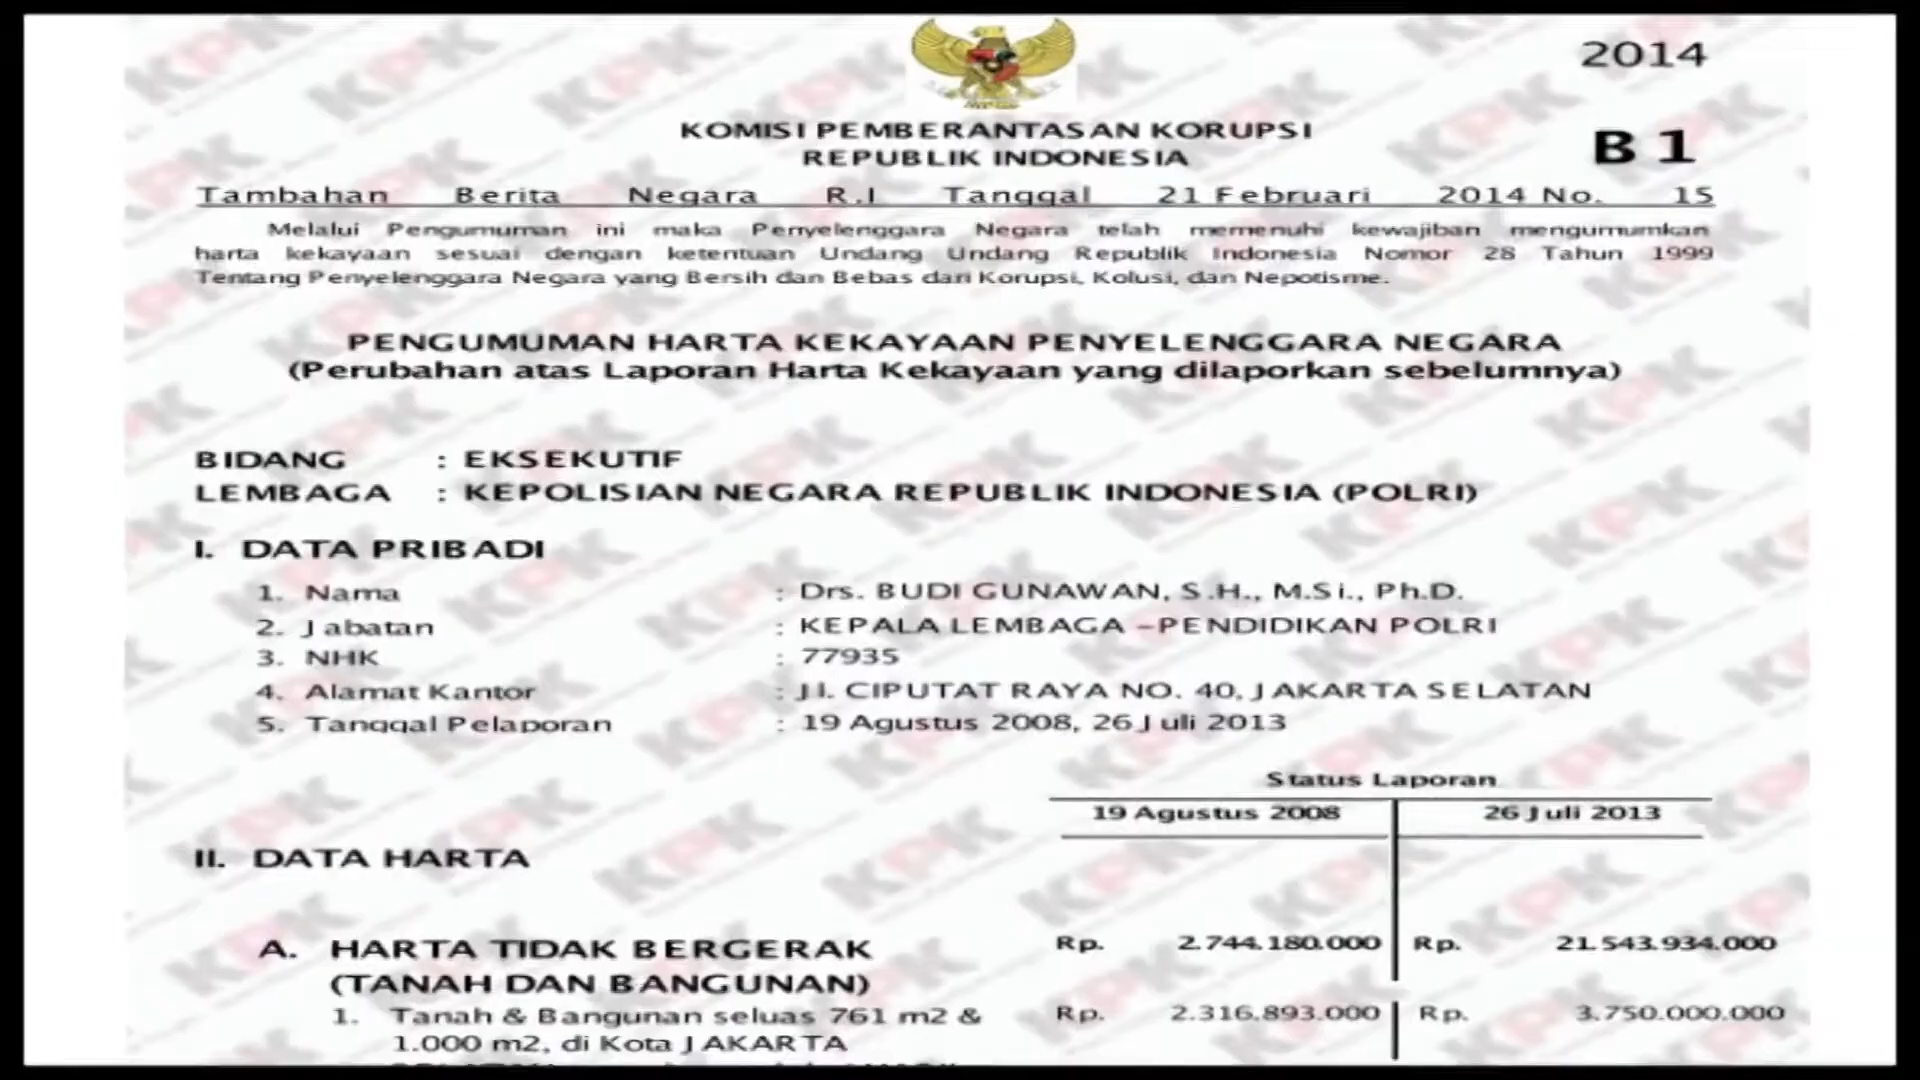 2014
KOMISI PEMBERANTASAN KORUPSI
REPUBLIK INDONESIA
B 1
Tambahan Berita Negara R.I Tanggal 21 Februari 2014 No. 15
Melalui Pengumuman ini maka Penyelenggara Negara telah memenuhi kewajiban mengumumkan
harta kekayaan sesuai dengan ketentuan Undang Undang Republik Indonesia Nomor 28 Tahun 1999
Tentang Penyelenggara Negara yang Bersih dan Bebas dari Korupsi, Kolusi, dan Nepotisme.
PENGUMUMAN HARTA KEKAYAAN PENYELENGGARA NEGARA
(Perubahan atas Laporan Harta Kekayaan yang dilaporkan sebelumnya)
BIDANG : EKSEKUTIF
LEMBAGA : KEPOLISIAN NEGARA REPUBLIK INDONESIA (POLRI)
I. DATA PRIBADI
1. Nama : Drs. BUDI GUNAWAN, S.H., M.Si., Ph.D.
2. Jabatan : KEPALA LEMBAGA –PENDIDIKAN POLRI
3. NHK : 77935
4. Alamat Kantor : Jl. CIPUTAT RAYA NO. 40, JAKARTA SELATAN
5. Tanggal Pelaporan : 19 Agustus 2008, 26 Juli 2013
Status Laporan
19 Agustus 2008 26 Juli 2013
II. DATA HARTA
A. HARTA TIDAK BERGERAK Rp. 2.744.180.000 Rp. 21.543.934.000
(TANAH DAN BANGUNAN)
1. Tanah & Bangunan seluas 761 m2 & Rp. 2.316.893.000 Rp. 3.750.000.000
1.000 m2, di Kota JAKARTA